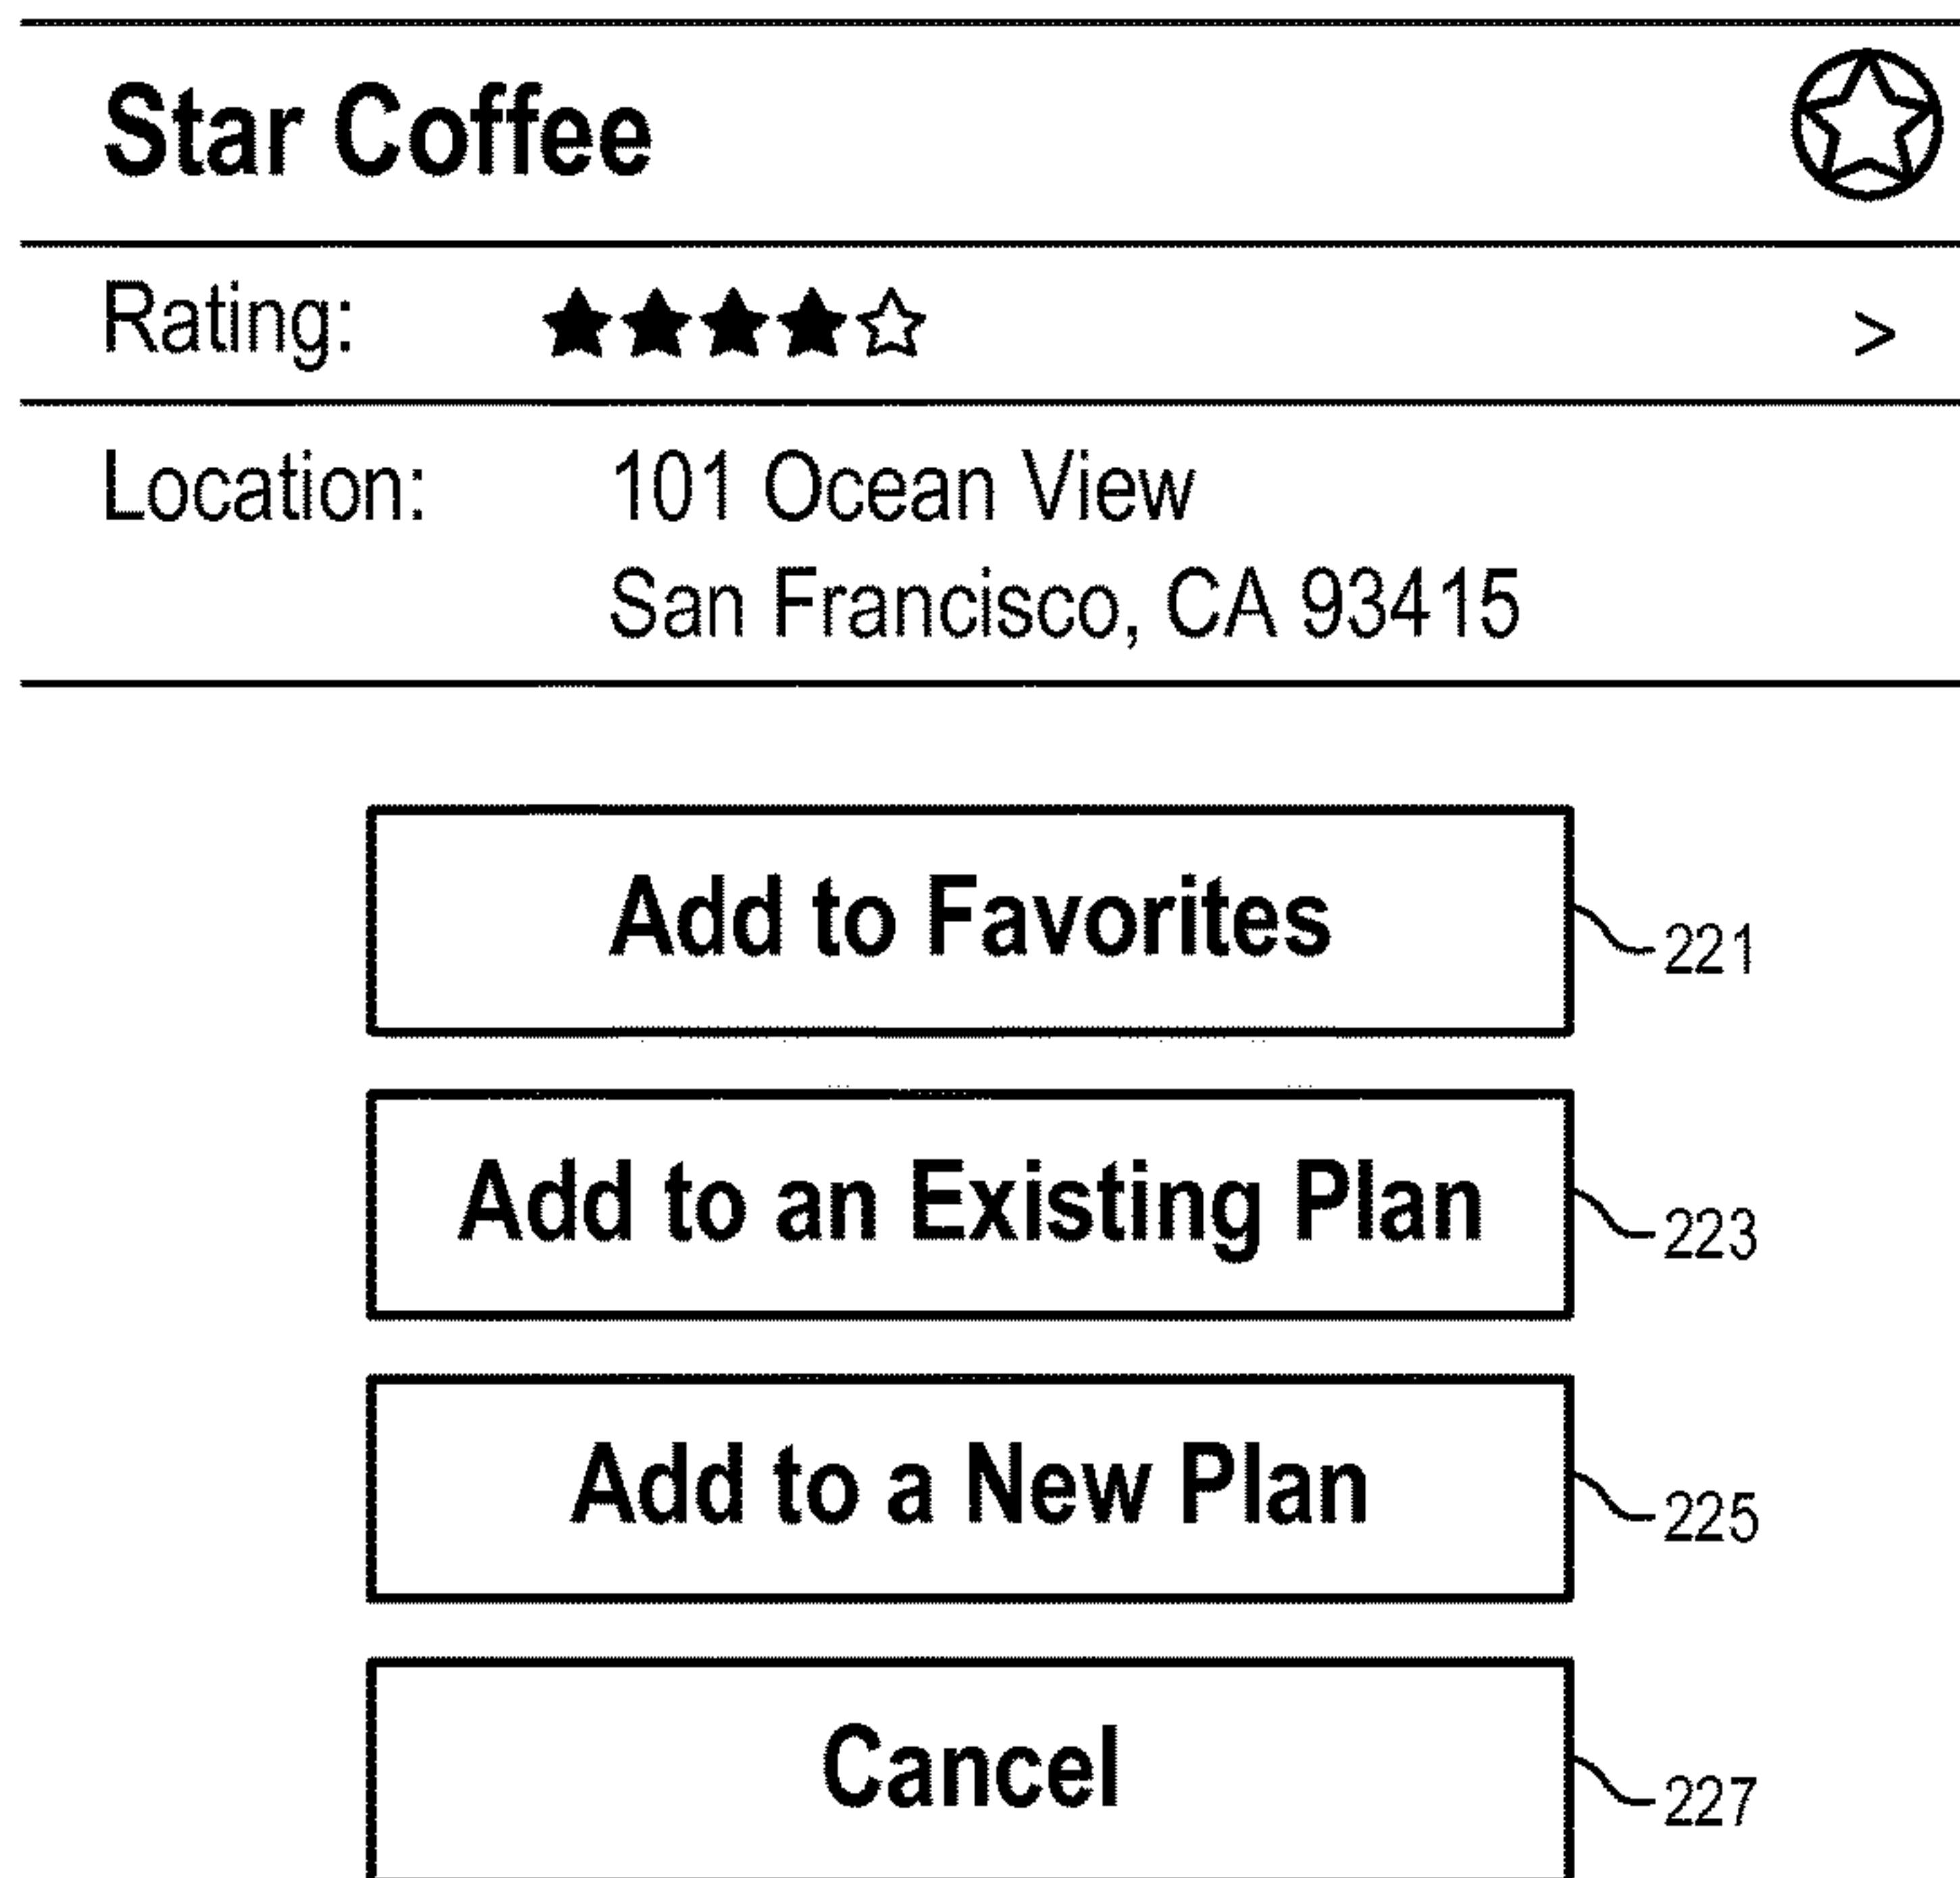 Star Coffee
Rating: ★★★★☆ >
Location: 101 Ocean View
San Francisco, CA 93415
Add to Favorites
221
Add to an Existing Plan
223
Add to a New Plan
225
Cancel
227